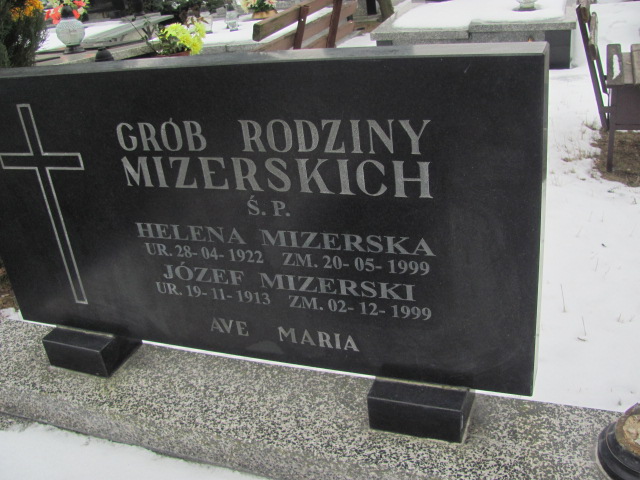 GRÓB RODZINY
MIZERSKICH
Ś.P.
HELENA MIZERSKA
UR. 28-04-1922 ZM. 20-05-1999
JÓZEF MIZERSKI
UR. 19-11-1913 ZM. 02-12-1999
AVE MARIA